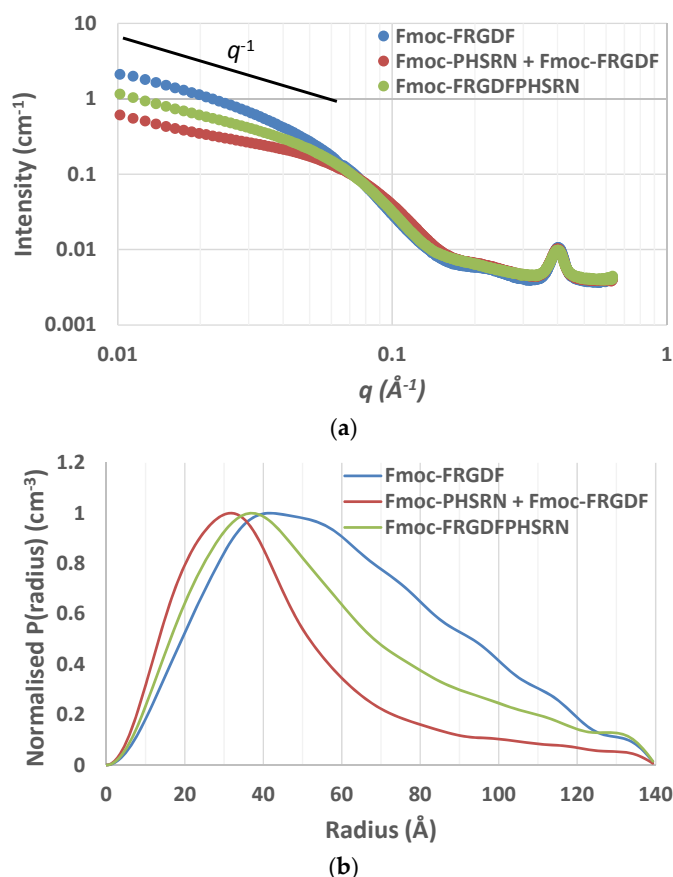 10
1
0.1
0.01
0.001
Intensity (cm-1)
q-1
Fmoc-FRGDF
Fmoc-PHSRN + Fmoc-FRGDF
Fmoc-FRGDFPHSRN
0.01
0.1
1
q (Å-1)
(a)
1.2
1
0.8
0.6
0.4
0.2
0
Normalised P(radius) (cm-3)
Fmoc-FRGDF
Fmoc-PHSRN + Fmoc-FRGDF
Fmoc-FRGDFPHSRN
0 20 40 60 80 100 120 140
Radius (Å)
(b)